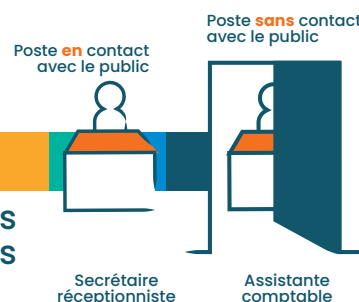 Poste en contact
avec le public
Poste sans contact
avec le public
S
S
Secrétaire
réceptionniste
Assistante
comptable